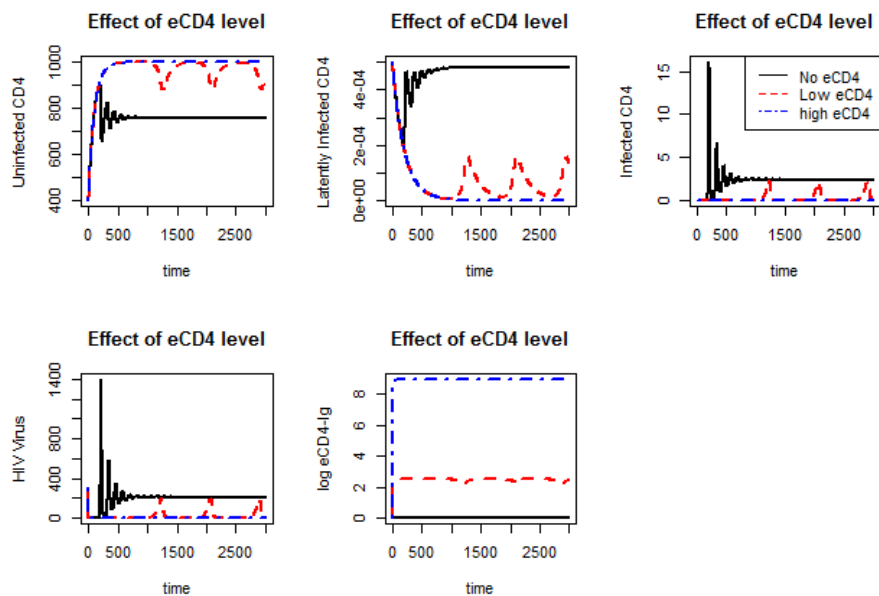 Effect of eCD4 level
Effect of eCD4 level
Effect of eCD4 level
Uninfected CD4
400 600 800 1000
0 500 1500 2500
time
Latently Infected CD4
0e+00 2e-04 4e-04
0 500 1500 2500
time
Infected CD4
0 5 10 15
No eCD4
Low eCD4
high eCD4
0 500 1500 2500
time
Effect of eCD4 level
Effect of eCD4 level
HIV Virus
0 400 800 1400
0 500 1500 2500
time
log eCD4-Ig
0 2 4 6 8
0 500 1500 2500
time